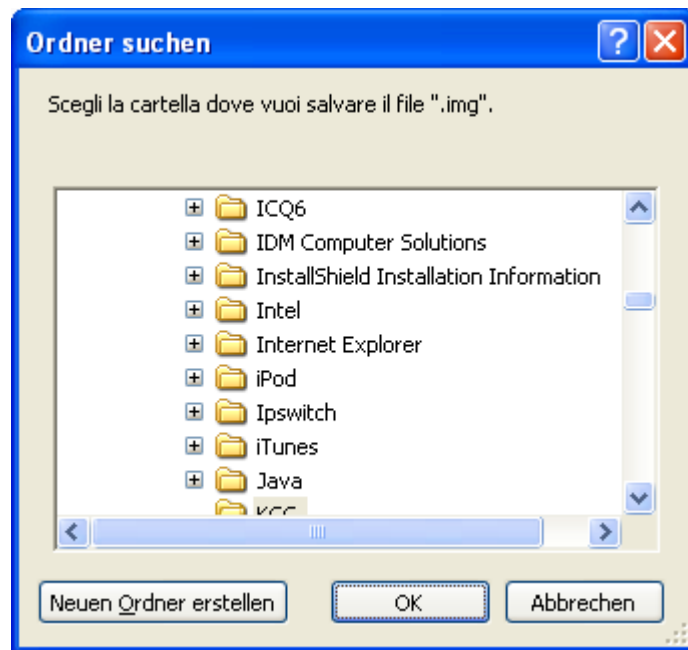 Ordner suchen
Scegli la cartella dove vuoi salvare il file ".img".
ICQ6
IDM Computer Solutions
InstallShield Installation Information
Intel
Internet Explorer
iPod
Ipswitch
iTunes
Java
Neuen Ordner erstellen
OK
Abbrechen